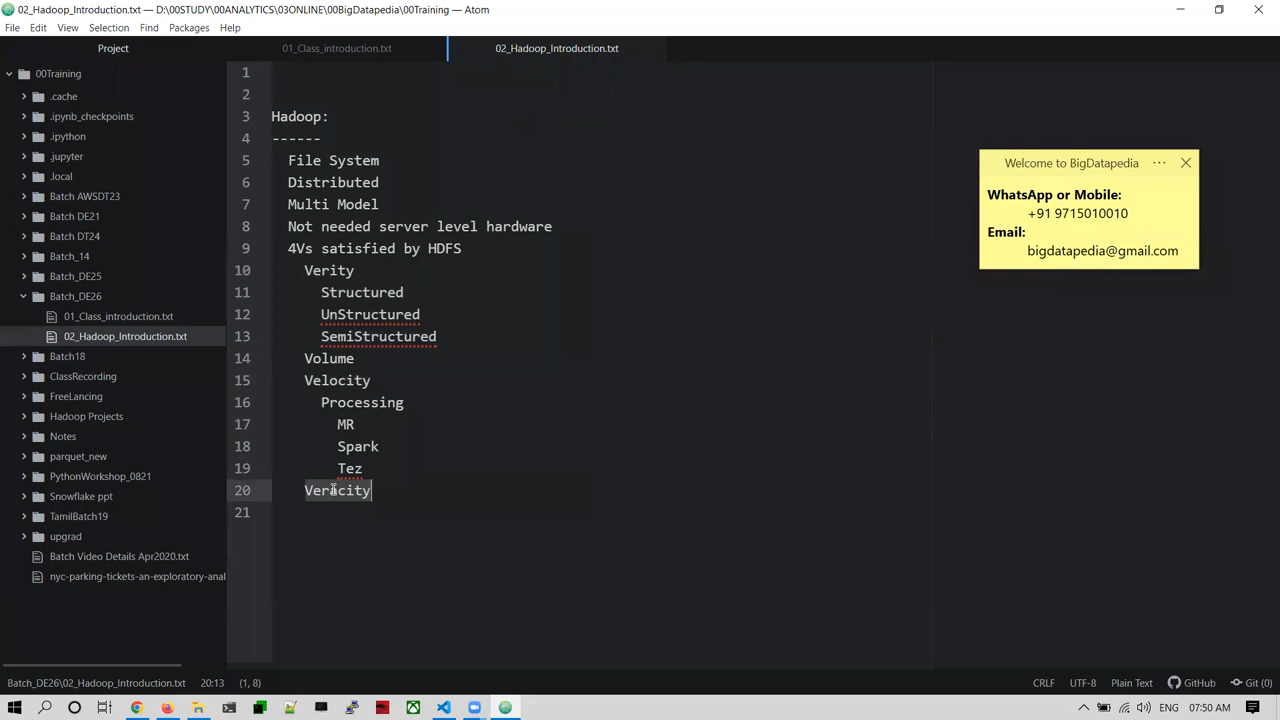 02_Hadoop_Introduction.txt — D:\00STUDY\00ANALYTICS\03ONLINE\00BigDatapedia\00Training — Atom
File Edit View Selection Find Packages Help
Project
01_Class_introduction.txt
02_Hadoop_Introduction.txt
00Training
.cache
.ipynb_checkpoints
.ipython
.jupyter
.local
Batch AWSDT23
Batch DE21
Batch DT24
Batch_14
Batch_DE25
Batch_DE26
01_Class_introduction.txt
02_Hadoop_Introduction.txt
Batch18
ClassRecording
FreeLancing
Hadoop Projects
Notes
parquet_new
PythonWorkshop_0821
Snowflake ppt
TamilBatch19
upgrad
Batch Video Details Apr2020.txt
nyc-parking-tickets-an-exploratory-anal
1
2
3 Hadoop:
4 ------
5 File System
6 Distributed
7 Multi Model
8 Not needed server level hardware
9 4Vs satisfied by HDFS
10 Verity
11 Structured
12 UnStructured
13 SemiStructured
14 Volume
15 Velocity
16 Processing
17 MR
18 Spark
19 Tez
20 Veracity
21
Welcome to BigDatapedia ...
WhatsApp or Mobile:
+91 9715010010
Email:
bigdatapedia@gmail.com
Batch_DE26\02_Hadoop_Introduction.txt 20:13 (1, 8) CRLF UTF-8 Plain Text GitHub Git (0)
ENG 07:50 AM